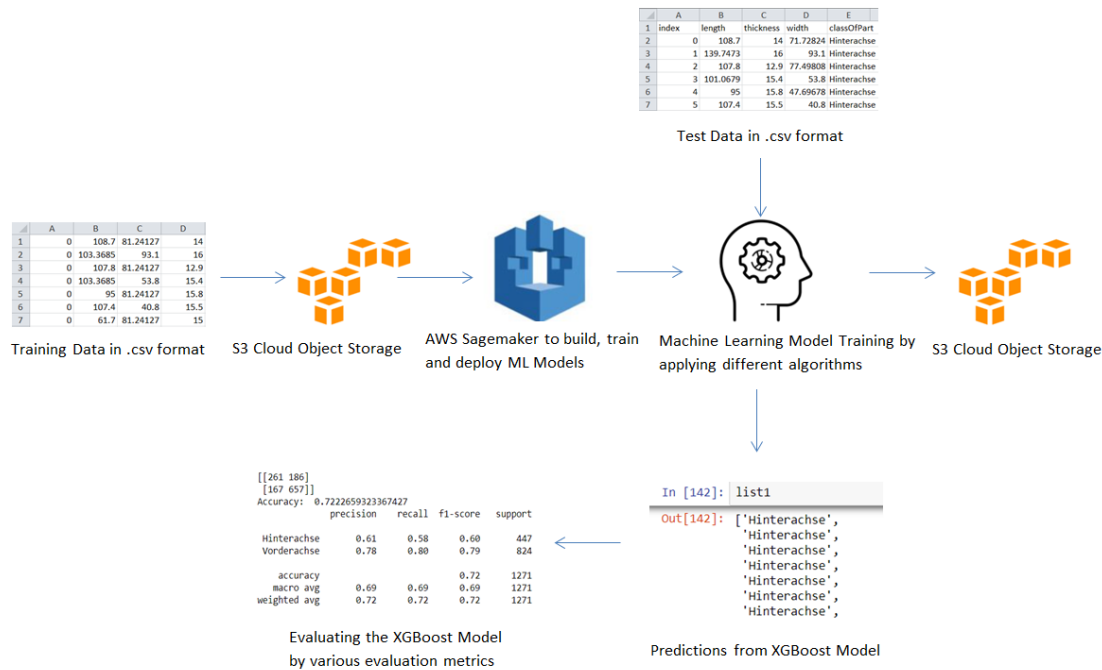 A B C D E
1 index length thickness width classOfPart
2 0 108.7 14 71.72824 Hinterachse
3 1 139.7473 16 93.1 Hinterachse
4 2 107.8 12.9 77.49808 Hinterachse
5 3 101.0679 15.4 53.8 Hinterachse
6 4 95 15.8 47.69678 Hinterachse
7 5 107.4 15.5 40.8 Hinterachse
Test Data in .csv format
A B C D
1 0 108.7 81.24127 14
2 0 103.3685 93.1 16
3 0 107.8 81.24127 12.9
4 0 103.3685 53.8 15.4
5 0 95 81.24127 15.8
6 0 107.4 40.8 15.5
7 0 61.7 81.24127 15
Training Data in .csv format
S3 Cloud Object Storage
AWS Sagemaker to build, train
and deploy ML Models
Machine Learning Model Training by
applying different algorithms
S3 Cloud Object Storage
[[261 186]
[167 657]]
Accuracy: 0.7222659323367427
precision recall f1-score support
Hinterachse 0.61 0.58 0.60 447
Vorderachse 0.78 0.80 0.79 824
accuracy 0.72 1271
macro avg 0.69 0.69 0.69 1271
weighted avg 0.72 0.72 0.72 1271
Evaluating the XGBoost Model
by various evaluation metrics
In [142]: list1
Out[142]: ['Hinterachse',
'Hinterachse',
'Hinterachse',
'Hinterachse',
'Hinterachse',
'Hinterachse',
'Hinterachse',
Predictions from XGBoost Model